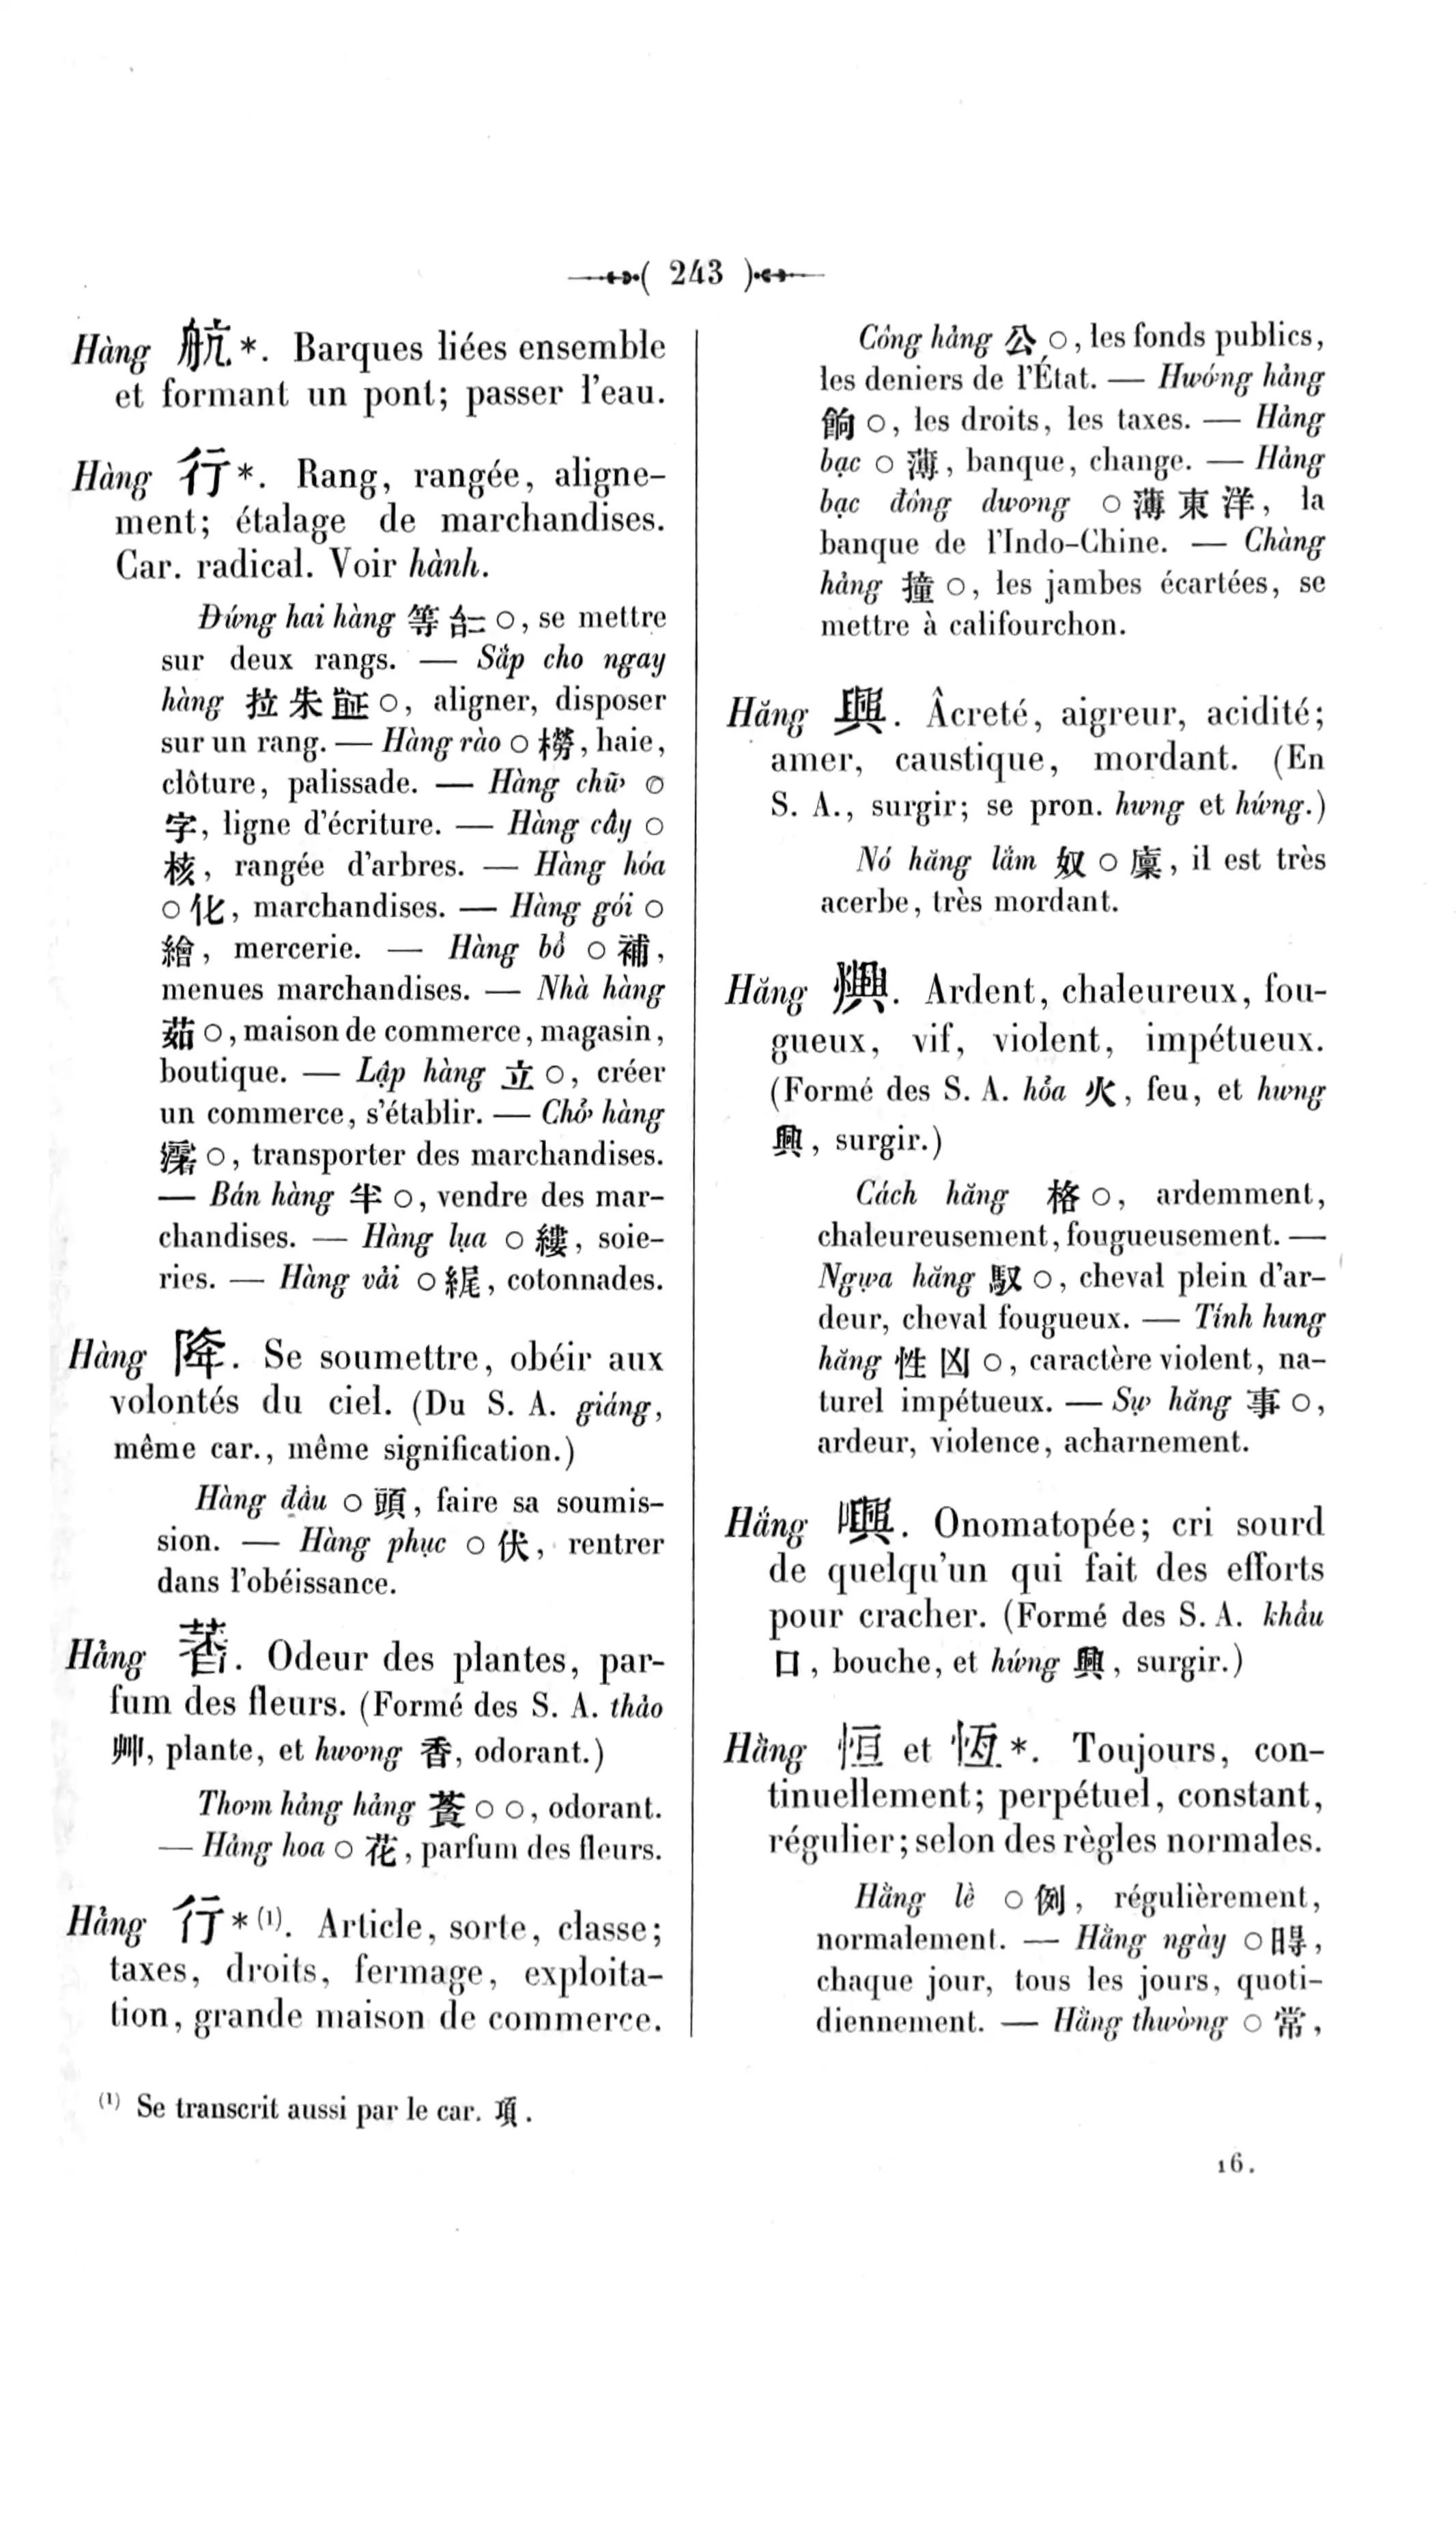 ( 243 )
Hàng 航 *. Barques liées ensemble
et formant un pont; passer l'eau.
Hàng 行 *. Rang, rangée, aligne-
ment; étalage de marchandises.
Car. radical. Voir hành.
Đứng hai hàng 等 𠄩 ○, se mettre
sur deux rangs. — Sắp cho ngay
hàng 拉 朱 ○, aligner, disposer
sur un rang. — Hàng rào ○ 橯, haie,
clôture, palissade. — Hàng chữ ○
字, ligne d'écriture. — Hàng cây ○
核, rangée d'arbres. — Hàng hóa
○ 化, marchandises. — Hàng gói ○
繪, mercerie. — Hàng bổ ○ 補,
menues marchandises. — Nhà hàng
茹 ○, maison de commerce, magasin,
boutique. — Lập hàng 立 ○, créer
un commerce, s'établir. — Chở hàng
○, transporter des marchandises.
— Bán hàng 半 ○, vendre des mar-
chandises. — Hàng lụa ○ 縷, soie-
ries. — Hàng vải ○ 䋦, cotonnades.
Hàng 降. Se soumettre, obéir aux
volontés du ciel. (Du S. A. giáng,
même car., même signification.)
Hàng đầu ○ 頭, faire sa soumis-
sion. — Hàng phục ○ 伏, rentrer
dans l'obéissance.
Hảng. Odeur des plantes, par-
fum des fleurs. (Formé des S. A. thảo
艸, plante, et hương 香, odorant.)
Thơm hảng hảng ○ ○, odorant.
— Hảng hoa ○ 花, parfum des fleurs.
Hảng 行 * (1). Article, sorte, classe;
taxes, droits, fermage, exploita-
tion, grande maison de commerce.
(1) Se transcrit aussi par le car. 項.
Công hảng 公 ○, les fonds publics,
les deniers de l'État. — Hướng hảng
餉 ○, les droits, les taxes. — Hảng
bạc ○ 薄, banque, change. — Hảng
bạc đông dương ○ 薄 東 洋, la
banque de l'Indo-Chine. — Chàng
hảng 撞 ○, les jambes écartées, se
mettre à califourchon.
Hăng 興. Âcreté, aigreur, acidité;
amer, caustique, mordant. (En
S. A., surgir; se pron. hưng et hứng.)
Nó hăng lắm 奴 ○ 廩, il est très
acerbe, très mordant.
Hăng 㷫. Ardent, chaleureux, fou-
gueux, vif, violent, impétueux.
(Formé des S. A. hỏa 火, feu, et hưng
興, surgir.)
Cách hăng 格 ○, ardemment,
chaleureusement, fougueusement. —
Ngựa hăng 馭 ○, cheval plein d'ar-
deur, cheval fougueux. — Tính hung
hăng 性 凶 ○, caractère violent, na-
turel impétueux. — Sự hăng 事 ○,
ardeur, violence, acharnement.
Hắng 嘊. Onomatopée; cri sourd
de quelqu'un qui fait des efforts
pour cracher. (Formé des S. A. khẩu
口, bouche, et hứng 興, surgir.)
Hằng 恒 et 恆 *. Toujours, con-
tinuellement; perpétuel, constant,
régulier; selon des règles normales.
Hằng lè ○ 例, régulièrement,
normalement. — Hằng ngày ○,
chaque jour, tous les jours, quoti-
diennement. — Hằng thường ○ 常,
16.